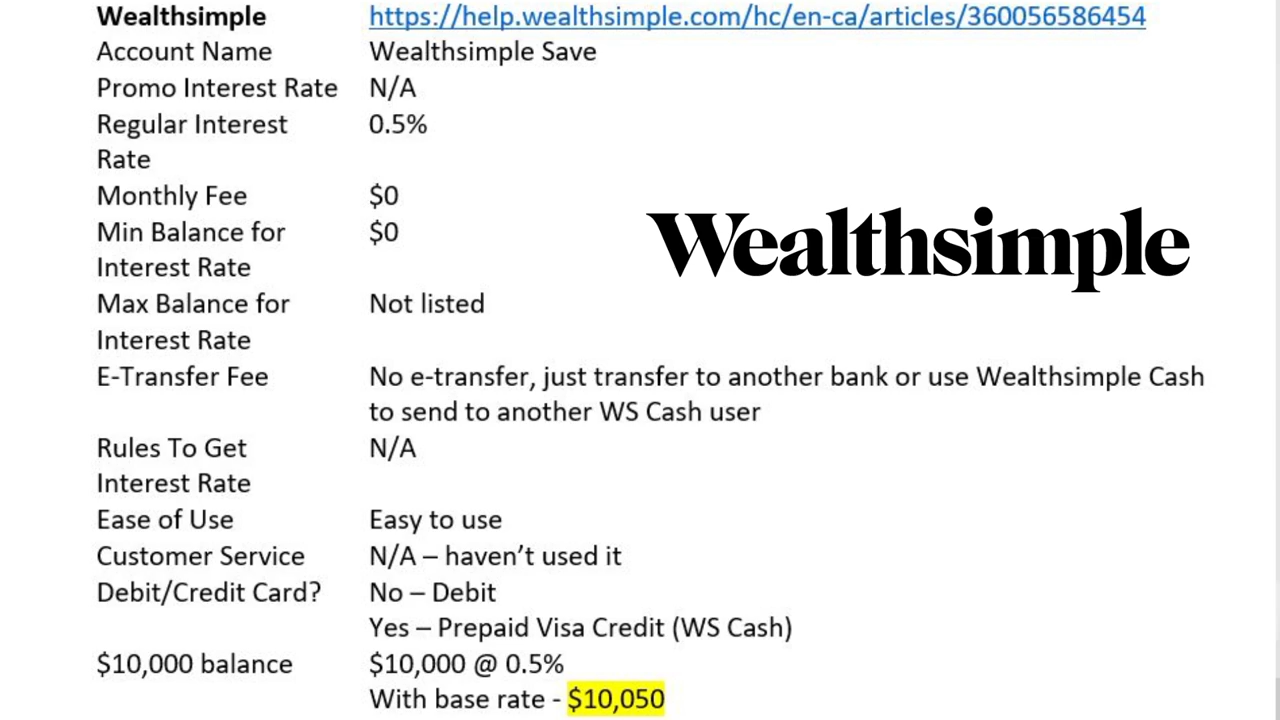 Wealthsimple https://help.wealthsimple.com/hc/en-ca/articles/360056586454
Account Name Wealthsimple Save
Promo Interest Rate N/A
Regular Interest 0.5%
Rate
Monthly Fee $0
Min Balance for $0
Interest Rate
Wealthsimple
Max Balance for Not listed
Interest Rate
E-Transfer Fee No e-transfer, just transfer to another bank or use Wealthsimple Cash
to send to another WS Cash user
Rules To Get N/A
Interest Rate
Ease of Use Easy to use
Customer Service N/A – haven’t used it
Debit/Credit Card? No – Debit
Yes – Prepaid Visa Credit (WS Cash)
$10,000 balance $10,000 @ 0.5%
With base rate - $10,050